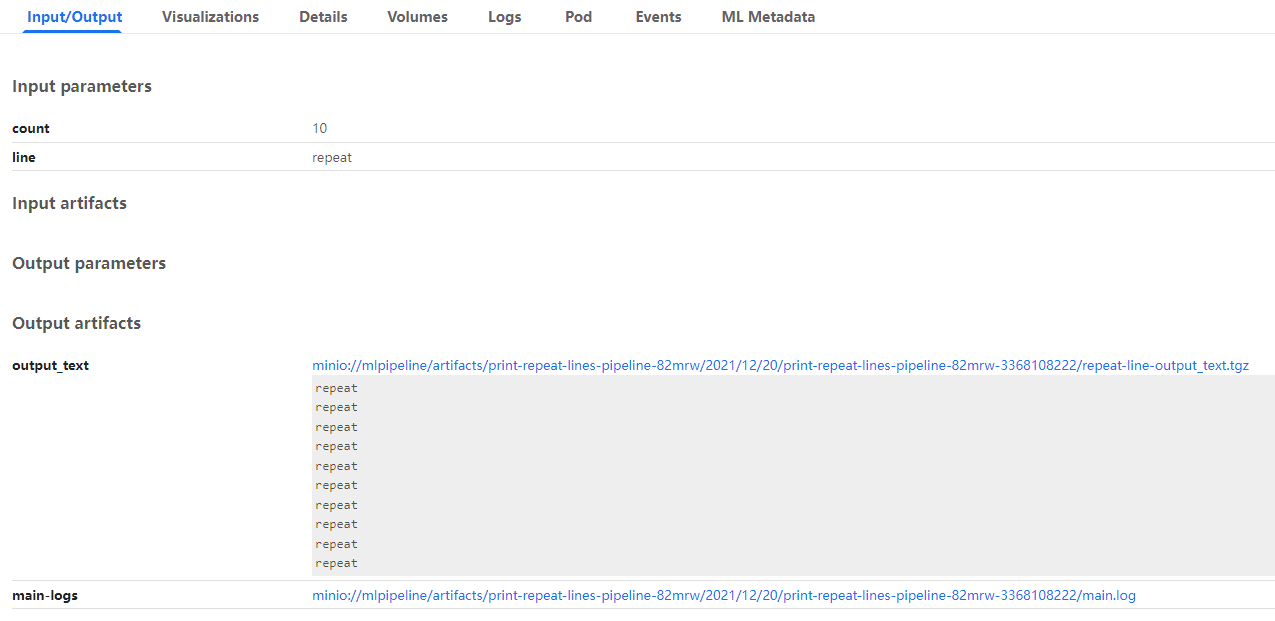 Input/Output Visualizations Details Volumes Logs Pod Events ML Metadata
Input parameters
count 10
line repeat
Input artifacts
Output parameters
Output artifacts
output_text minio://mlpipeline/artifacts/print-repeat-lines-pipeline-82mrw/2021/12/20/print-repeat-lines-pipeline-82mrw-3368108222/repeat-line-output_text.tgz
repeat
repeat
repeat
repeat
repeat
repeat
repeat
repeat
repeat
repeat
main-logs minio://mlpipeline/artifacts/print-repeat-lines-pipeline-82mrw/2021/12/20/print-repeat-lines-pipeline-82mrw-3368108222/main.log